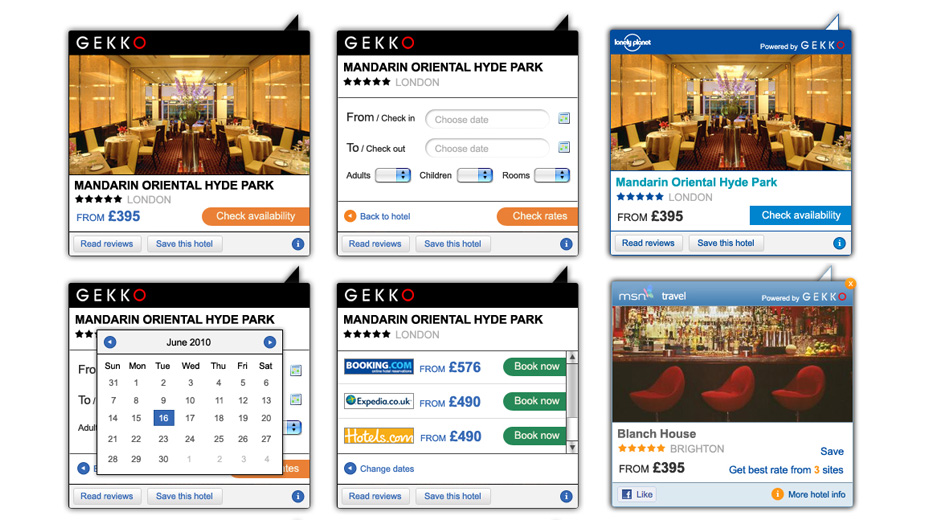 GEKKO
MANDARIN ORIENTAL HYDE PARK
LONDON
FROM £395
Check availability
Read reviews
Save this hotel
i
GEKKO
MANDARIN ORIENTAL HYDE PARK
LONDON
From / Check in
Choose date
To / Check out
Choose date
Adults
Children
Rooms
Back to hotel
Check rates
Read reviews
Save this hotel
i
lonely planet
Powered by GEKKO
Mandarin Oriental Hyde Park
LONDON
FROM £395
Check availability
Read reviews
Save this hotel
i
GEKKO
MANDARIN ORIENTAL HYDE PARK
June 2010
Sun Mon Tue Wed Thu Fri Sat
31 1 2 3 4 5 6
7 8 9 10 11 12 13
14 15 16 17 18 19 20
21 22 23 24 25 26 27
28 29 30 1 2 3 4
Fro
To /
Adul
B
ates
Read reviews
Save this hotel
i
GEKKO
MANDARIN ORIENTAL HYDE PARK
LONDON
BOOKING.COM
FROM £576
Book now
Expedia.co.uk
FROM £490
Book now
Hotels.com
FROM £490
Book now
Change dates
Read reviews
Save this hotel
i
x
msn travel
Powered by GEKKO
Blanch House
BRIGHTON
Save
FROM £395
Get best rate from 3 sites
f Like
i More hotel info